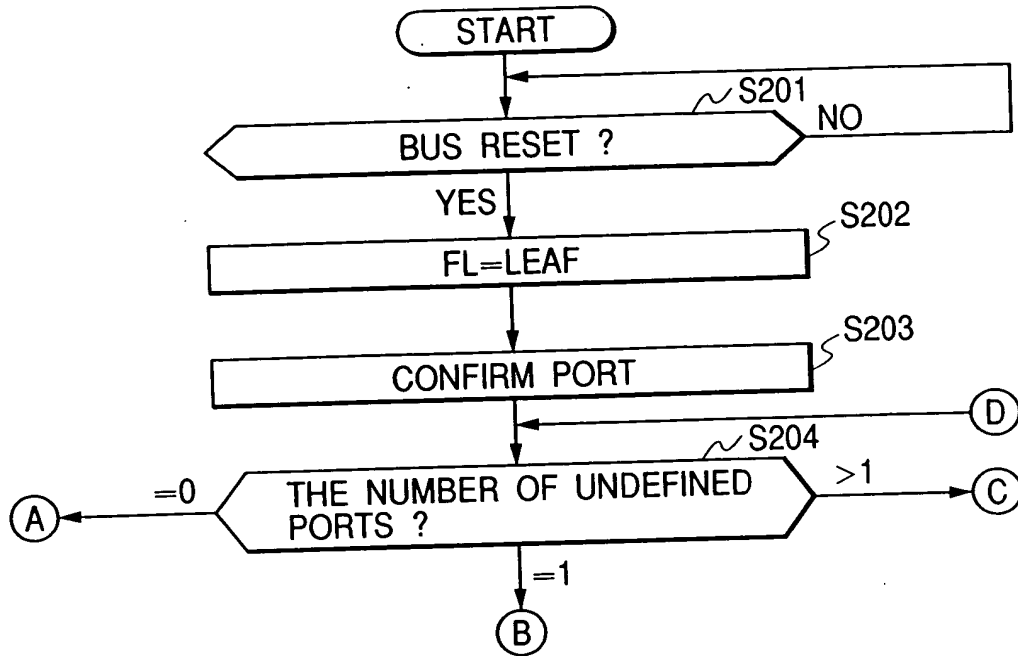 START
S201
BUS RESET ?
NO
YES
S202
FL=LEAF
S203
CONFIRM PORT
D
S204
=0
THE NUMBER OF UNDEFINED
PORTS ?
>1
A
C
=1
B